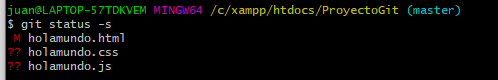 juan@LAPTOP-57TDKVEM MINGW64 /c/xampp/htdocs/ProyectoGit (master)
$ git status -s
 M holamundo.html
?? holamundo.css
?? holamundo.js